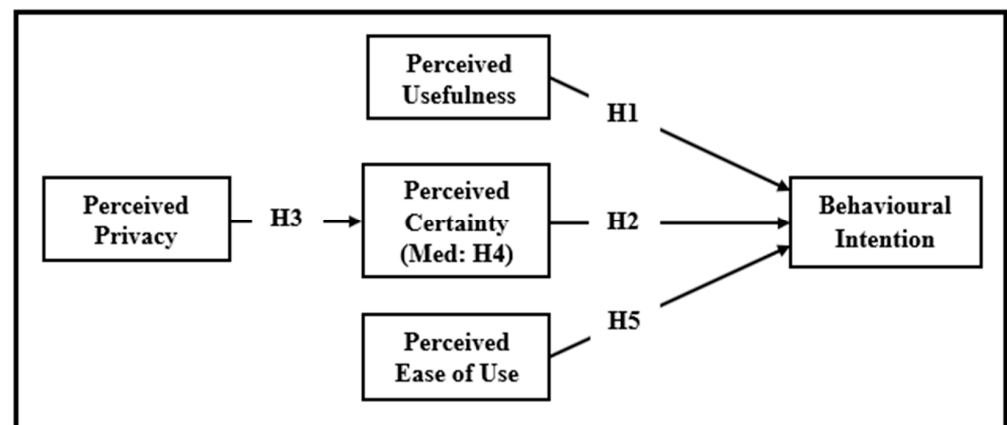 Perceived
Usefulness
H1
Perceived
Privacy
H3
Perceived
Certainty
(Med: H4)
H2
Behavioural
Intention
H5
Perceived
Ease of Use